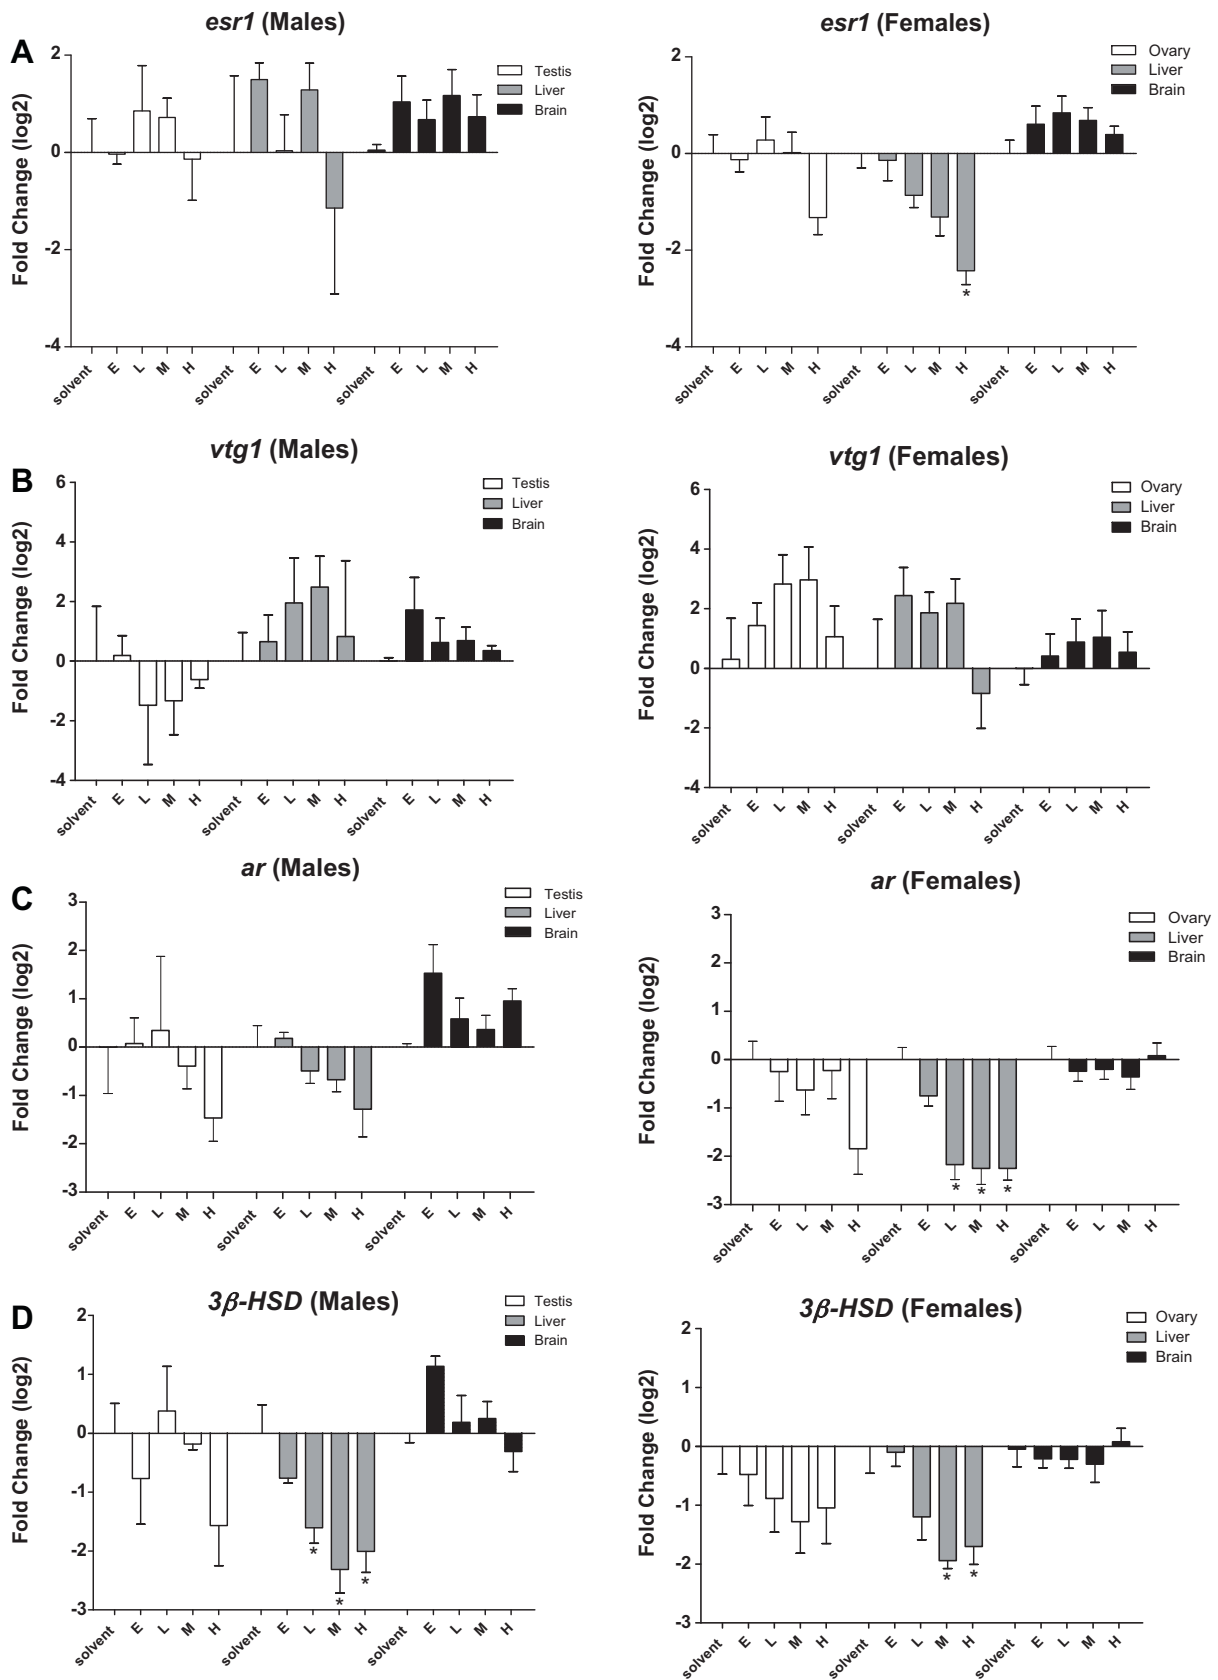 esr1 (Males)
A
Fold Change (log2)
2
0
-2
-4
Testis
Liver
Brain
solvent E L M H solvent E L M H solvent E L M H
esr1 (Females)
Fold Change (log2)
2
0
-2
-4
Ovary
Liver
Brain
*
solvent E L M H solvent E L M H solvent E L M H
vtg1 (Males)
B
Fold Change (log2)
6
4
2
0
-2
-4
Testis
Liver
Brain
solvent E L M H solvent E L M H solvent E L M H
vtg1 (Females)
Fold Change (log2)
6
4
2
0
-2
-4
Ovary
Liver
Brain
solvent E L M H solvent E L M H solvent E L M H
ar (Males)
C
Fold Change (log2)
3
2
1
0
-1
-2
-3
Testis
Liver
Brain
solvent E L M H solvent E L M H solvent E L M H
ar (Females)
Fold Change (log2)
3
2
1
0
-1
-2
-3
Ovary
Liver
Brain
* * *
solvent E L M H solvent E L M H solvent E L M H
3β-HSD (Males)
D
Fold Change (log2)
2
1
0
-1
-2
-3
Testis
Liver
Brain
* * *
solvent E L M H solvent E L M H solvent E L M H
3β-HSD (Females)
Fold Change (log2)
2
1
0
-1
-2
-3
Ovary
Liver
Brain
* *
solvent E L M H solvent E L M H solvent E L M H